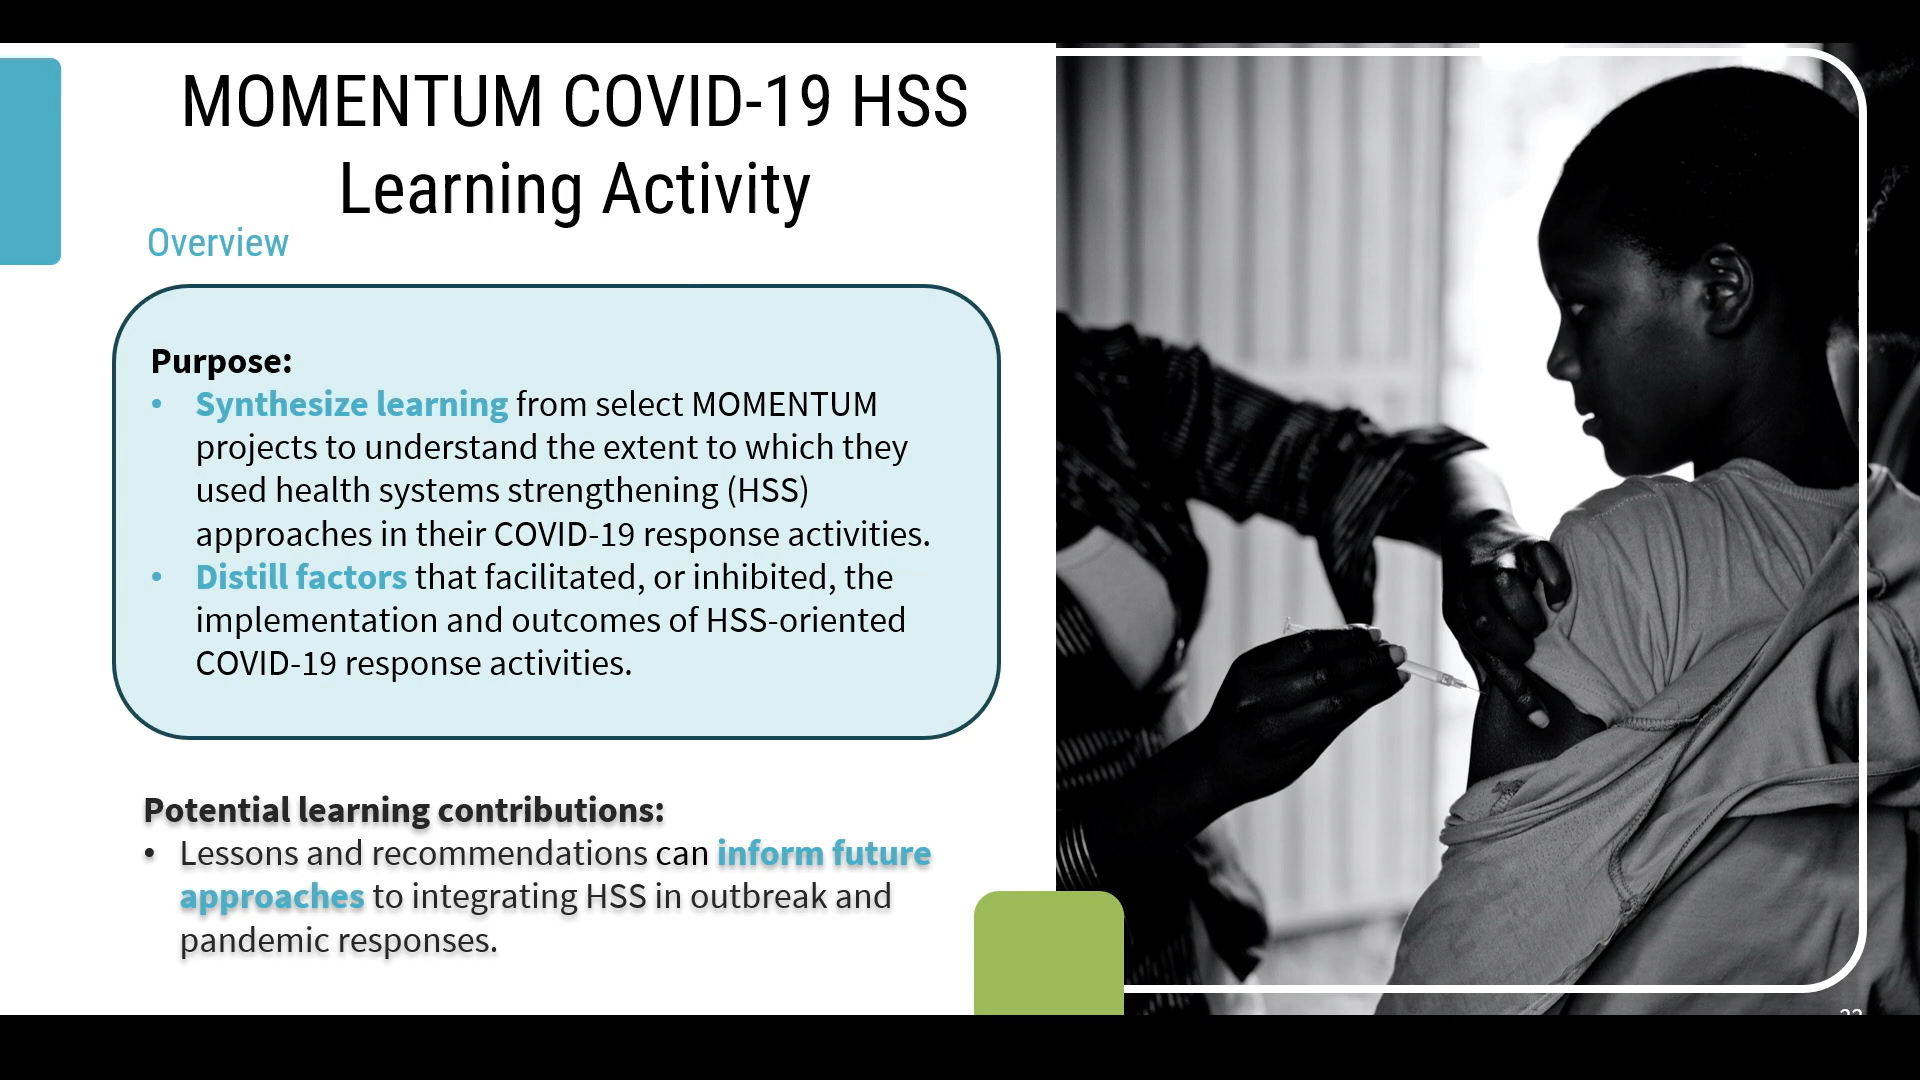 MOMENTUM COVID-19 HSS
Learning Activity
Overview
Purpose:
• Synthesize learning from select MOMENTUM
projects to understand the extent to which they
used health systems strengthening (HSS)
approaches in their COVID-19 response activities.
• Distill factors that facilitated, or inhibited, the
implementation and outcomes of HSS-oriented
COVID-19 response activities.
Potential learning contributions:
• Lessons and recommendations can inform future
approaches to integrating HSS in outbreak and
pandemic responses.